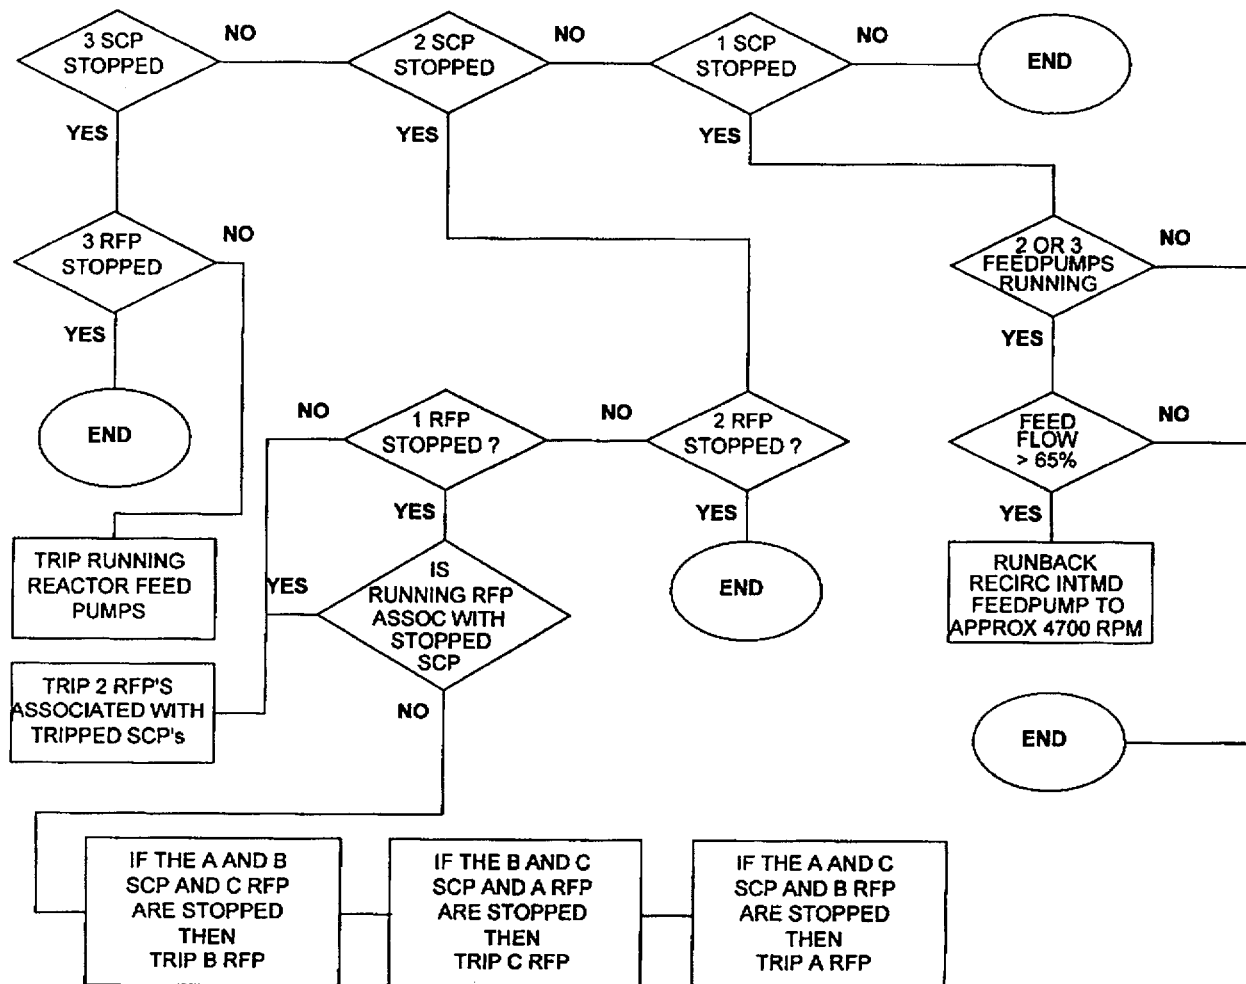 3 SCP
STOPPED
NO
2 SCP
STOPPED
NO
1 SCP
STOPPED
NO
END
YES
YES
YES
3 RFP
STOPPED
NO
2 OR 3
FEEDPUMPS
RUNNING
NO
YES
YES
END
NO
1 RFP
STOPPED ?
NO
2 RFP
STOPPED ?
FEED
FLOW
> 65%
NO
YES
YES
YES
TRIP RUNNING
REACTOR FEED
PUMPS
YES
IS
RUNNING RFP
ASSOC WITH
STOPPED
SCP
END
RUNBACK
RECIRC INTMD
FEEDPUMP TO
APPROX 4700 RPM
TRIP 2 RFP'S
ASSOCIATED WITH
TRIPPED SCP's
NO
END
IF THE A AND B
SCP AND C RFP
ARE STOPPED
THEN
TRIP B RFP
IF THE B AND C
SCP AND A RFP
ARE STOPPED
THEN
TRIP C RFP
IF THE A AND C
SCP AND B RFP
ARE STOPPED
THEN
TRIP A RFP